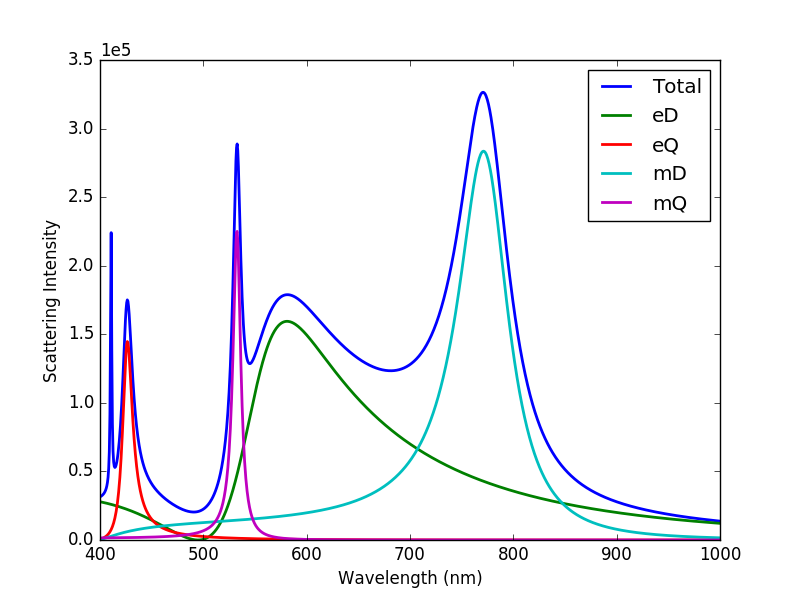 1e5
3.5
3.0
2.5
2.0
1.5
1.0
0.5
0.0
Scattering Intensity
Total
eD
eQ
mD
mQ
400 500 600 700 800 900 1000
Wavelength (nm)